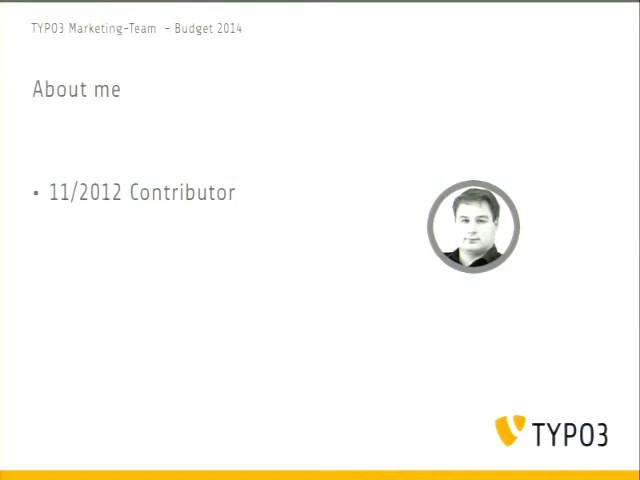 TYPO3 Marketing-Team - Budget 2014
About me
• 11/2012 Contributor
TYPO3